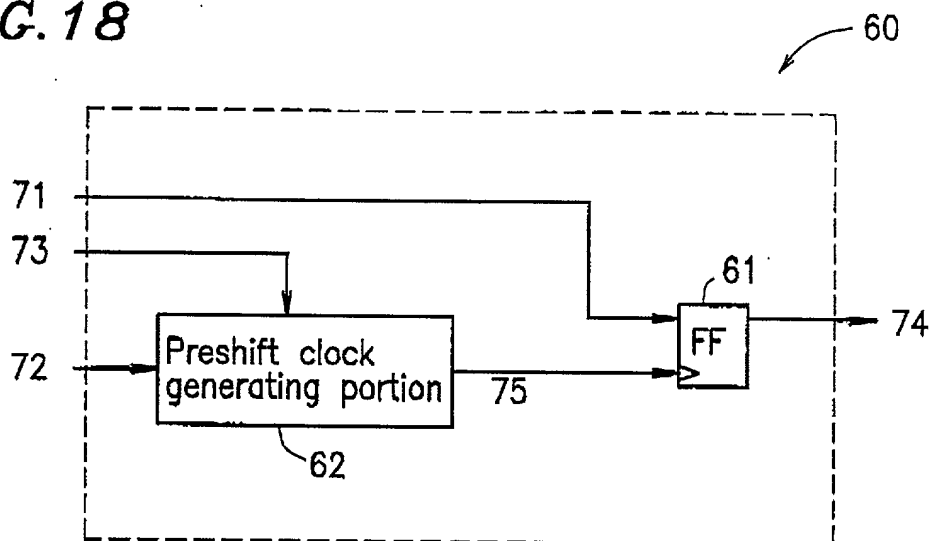 G. 18
60
71
73
61
FF
74
72
Preshift clock
generating portion
75
62